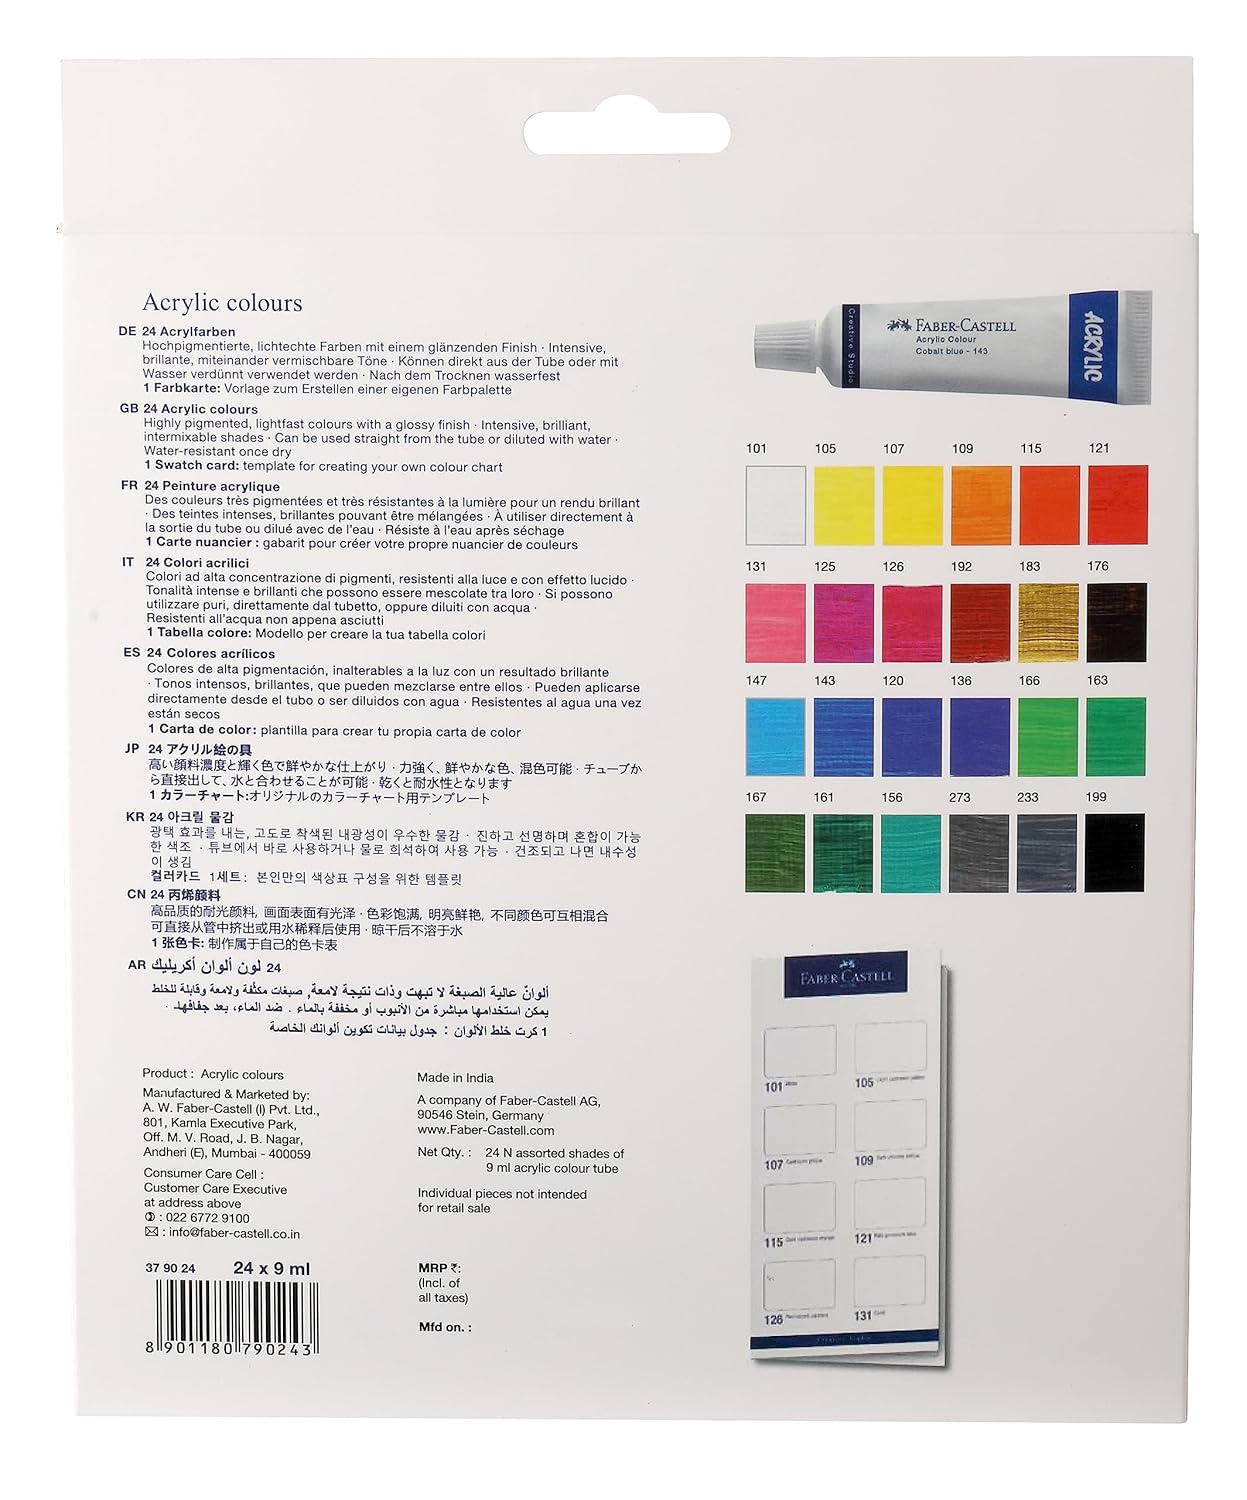 Acrylic colours
DE 24 Acrylfarben
Hochpigmentierte, lichtechte Farben mit einem glänzenden Finish · Intensive,
brillante, miteinander vermischbare Töne · Können direkt aus der Tube oder mit
Wasser verdünnt verwendet werden · Nach dem Trocknen wasserfest
1 Farbkarte: Vorlage zum Erstellen einer eigenen Farbpalette
GB 24 Acrylic colours
Highly pigmented, lightfast colours with a glossy finish · Intensive, brilliant,
intermixable shades · Can be used straight from the tube or diluted with water ·
Water-resistant once dry
1 Swatch card: template for creating your own colour chart
FR 24 Peinture acrylique
Des couleurs très pigmentées et très résistantes à la lumière pour un rendu brillant
· Des teintes intenses, brillantes pouvant être mélangées · À utiliser directement à
la sortie du tube ou dilué avec de l'eau · Résiste à l'eau après séchage
1 Carte nuancier : gabarit pour créer votre propre nuancier de couleurs
IT 24 Colori acrilici
Colori ad alta concentrazione di pigmenti, resistenti alla luce e con effetto lucido ·
Tonalità intense e brillanti che possono essere mescolate tra loro · Si possono
utilizzare puri, direttamente dal tubetto, oppure diluiti con acqua ·
Resistenti all'acqua non appena asciutti
1 Tabella colore: Modello per creare la tua tabella colori
ES 24 Colores acrílicos
Colores de alta pigmentación, inalterables a la luz con un resultado brillante
· Tonos intensos, brillantes, que pueden mezclarse entre ellos · Pueden aplicarse
directamente desde el tubo o ser diluidos con agua · Resistentes al agua una vez
están secos
1 Carta de color: plantilla para crear tu propia carta de color
JP 24 アクリル絵の具
高い顔料濃度と輝く色で鮮やかな仕上がり · 力強く、鮮やかな色、混色可能 · チューブか
ら直接出して、水と合わせることが可能 · 乾くと耐水性となります
1 カラーチャート:オリジナルのカラーチャート用テンプレート
KR 24 아크릴 물감
광택 효과를 내는, 고도로 착색된 내광성이 우수한 물감 · 진하고 선명하며 혼합이 가능
한 색조 · 튜브에서 바로 사용하거나 물로 희석하여 사용 가능 · 건조되고 나면 내수성
이 생김
컬러카드 1세트: 본인만의 색상표 구성을 위한 템플릿
CN 24 丙烯颜料
高品质的耐光颜料, 画面表面有光泽 · 色彩饱满, 明亮鲜艳, 不同颜色可互相混合
可直接从管中挤出或用水稀释后使用 · 晾干后不溶于水
1 张色卡: 制作属于自己的色卡表
AR 24 لون ألوان أكريليك
ألوانٌ عالية الصبغة لا تبهت وذات نتيجة لامعة, صبغات مكثّفة ولامعة وقابلة للخلط
يمكن استخدامها مباشرة من الأنبوب أو مخففة بالماء . ضد الماء، بعد جفافها.
1 كرت خلط الألوان : جدول بيانات تكوين ألوانك الخاصة
Product : Acrylic colours
Manufactured & Marketed by:
A. W. Faber-Castell (I) Pvt. Ltd.,
801, Kamla Executive Park,
Off. M. V. Road, J. B. Nagar,
Andheri (E), Mumbai - 400059
Consumer Care Cell :
Customer Care Executive
at address above
: 022 6772 9100
: info@faber-castell.co.in
37 90 24 24 x 9 ml
8 901180 790243
Made in India
A company of Faber-Castell AG,
90546 Stein, Germany
www.Faber-Castell.com
Net Qty. : 24 N assorted shades of
9 ml acrylic colour tube
Individual pieces not intended
for retail sale
MRP ₹:
(Incl. of
all taxes)
Mfd on. :
Creative Studio
FABER-CASTELL
Acrylic Colour
Cobalt blue - 143
ACRYLIC
101 105 107 109 115 121
131 125 126 192 183 176
147 143 120 136 166 163
167 161 156 273 233 199
FABER-CASTELL
101 105
107 109
115 121
126 131